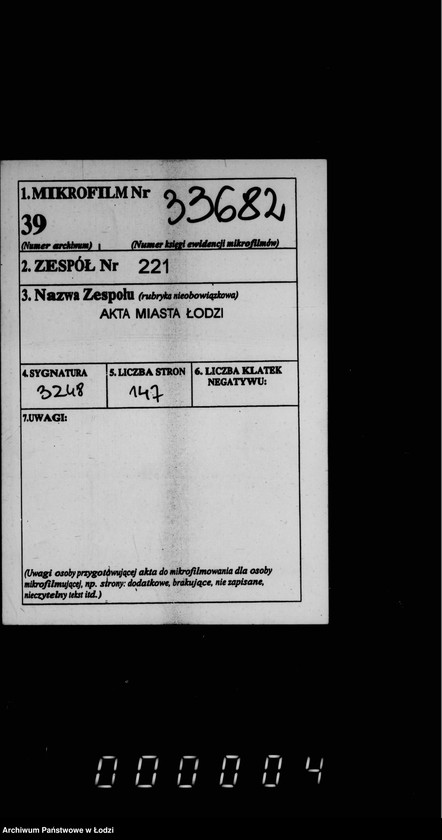 1. MIKROFILM Nr 33682
39
(Numer archiwum) (Numer księgi ewidencji mikrofilmów)
2. ZESPÓŁ Nr 221
3. Nazwa Zespołu (rubryka nieobowiązkowa)
AKTA MIASTA ŁODZI
4. SYGNATURA 5. LICZBA STRON 6. LICZBA KLATEK
NEGATYWU:
3248 147
7. UWAGI:
(Uwagi osoby przygotowującej akta do mikrofilmowania dla osoby
mikrofilmującej, np. strony: dodatkowe, brakujące, nie zapisane,
nieczytelny tekst itd.)
0000004
Archiwum Państwowe w Łodzi